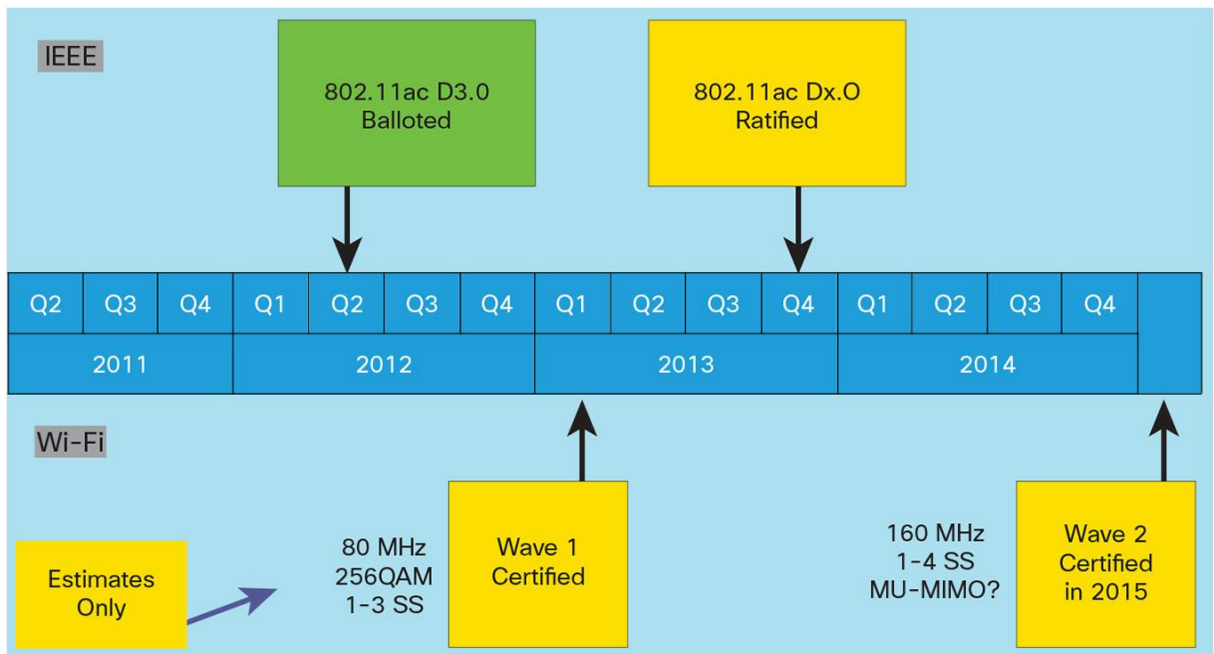 IEEE
802.11ac D3.0
Balloted
802.11ac Dx.O
Ratified
Q2 Q3 Q4 Q1 Q2 Q3 Q4 Q1 Q2 Q3 Q4 Q1 Q2 Q3 Q4
2011 2012 2013 2014
Wi-Fi
Estimates
Only
80 MHz
256QAM
1-3 SS
Wave 1
Certified
160 MHz
1-4 SS
MU-MIMO?
Wave 2
Certified
in 2015